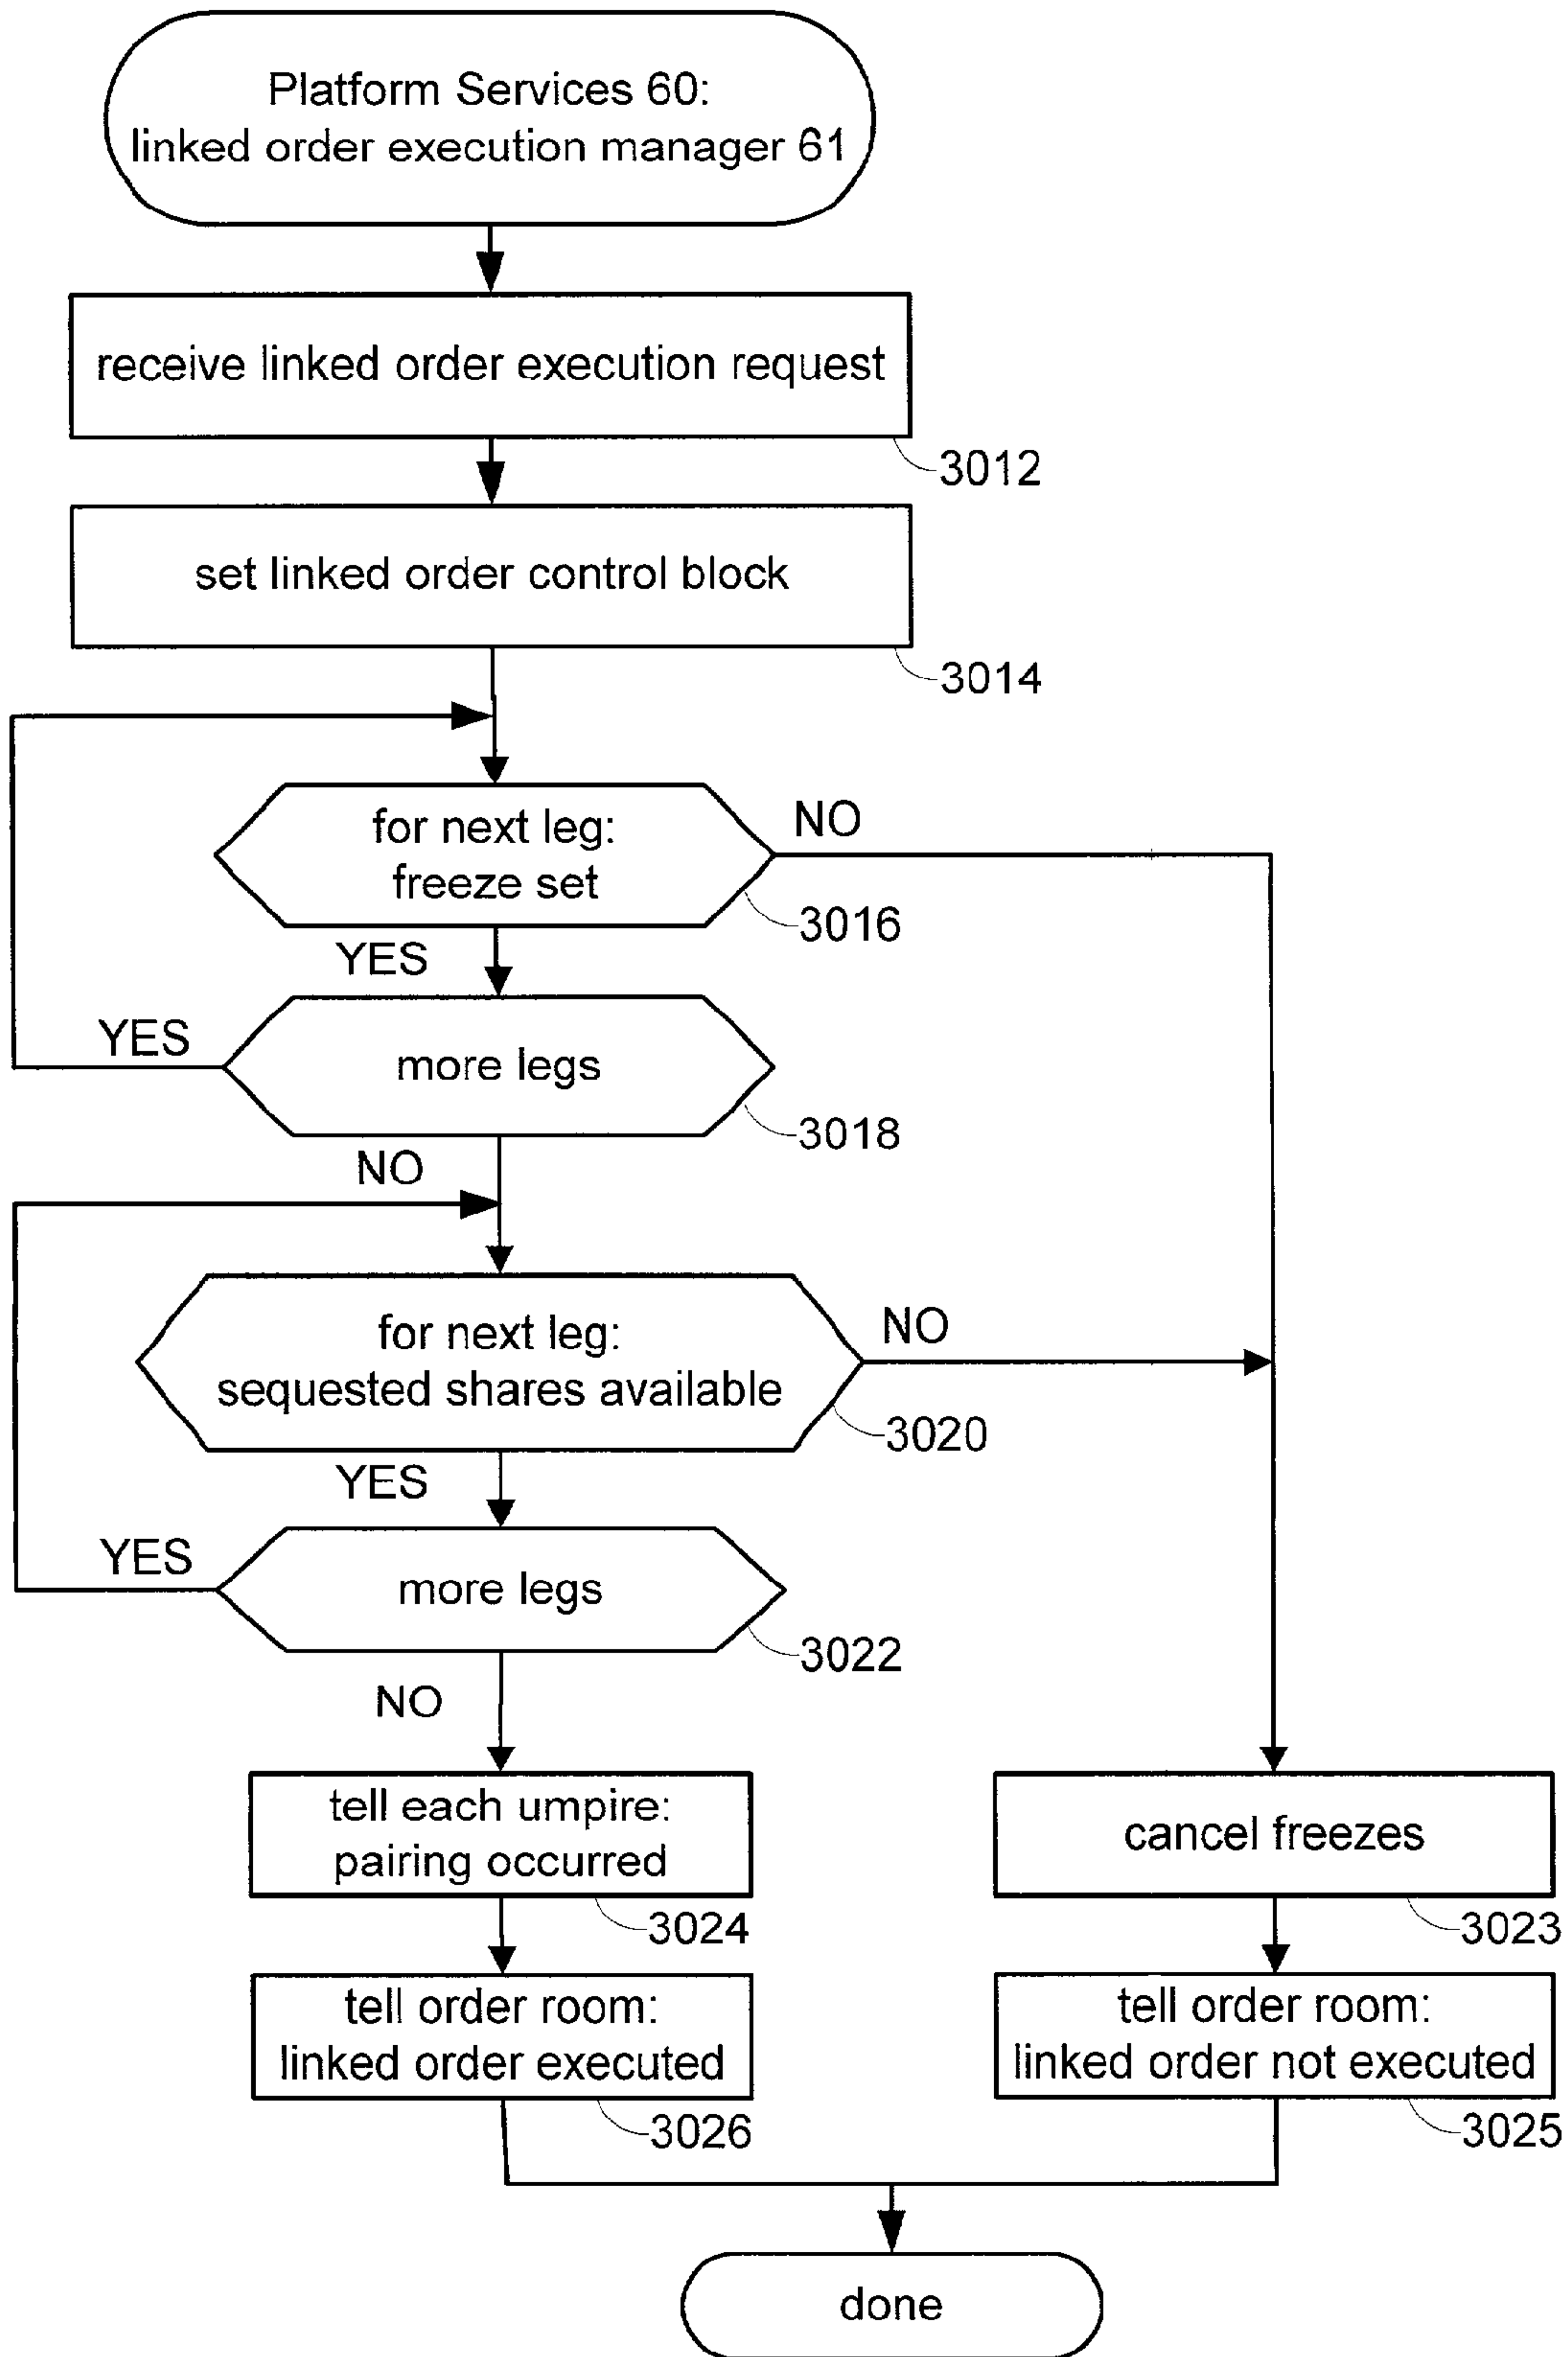 Platform Services 60:
linked order execution manager 61
receive linked order execution request
3012
set linked order control block
3014
for next leg:
freeze set
NO
3016
YES
more legs
YES
3018
NO
for next leg:
sequested shares available
NO
3020
YES
more legs
YES
3022
NO
tell each umpire:
pairing occurred
3024
cancel freezes
3023
tell order room:
linked order executed
3026
tell order room:
linked order not executed
3025
done